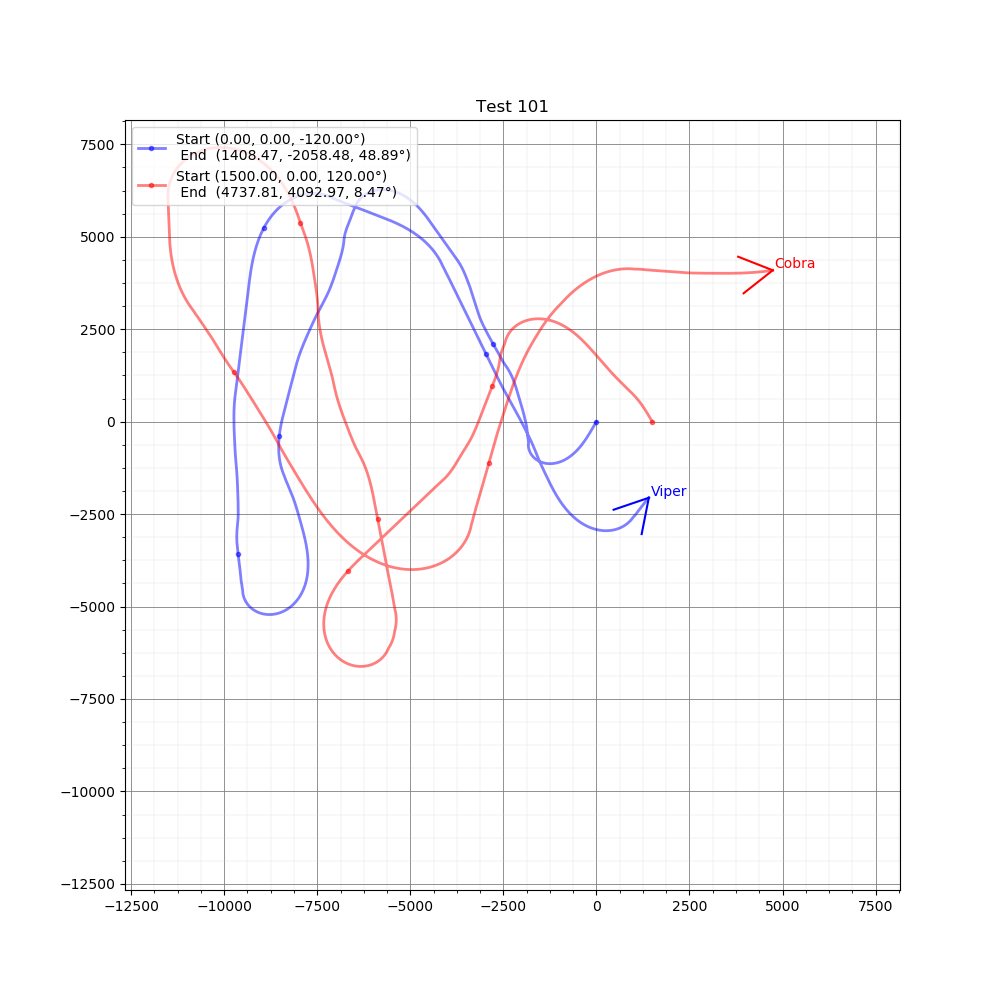 Test 101
Start (0.00, 0.00, -120.00°)
End (1408.47, -2058.48, 48.89°)
Start (1500.00, 0.00, 120.00°)
End (4737.81, 4092.97, 8.47°)
7500
5000
2500
0
−2500
−5000
−7500
−10000
−12500
Cobra
Viper
−12500 −10000 −7500 −5000 −2500 0 2500 5000 7500